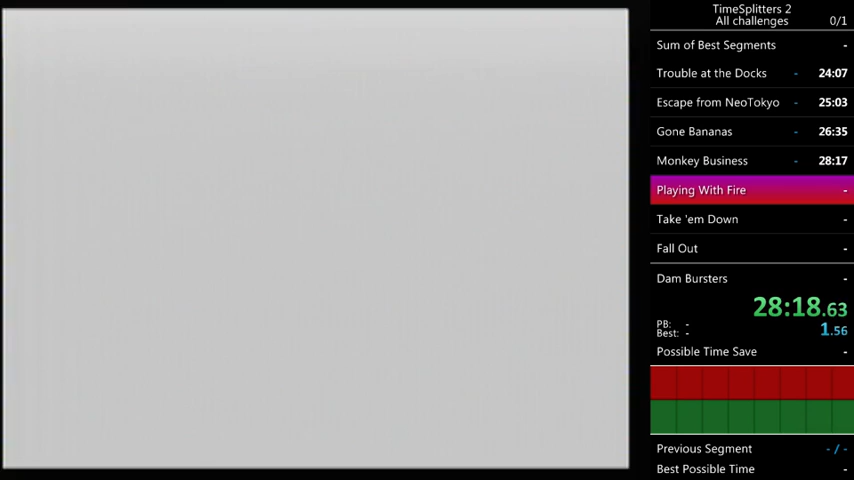 TimeSplitters 2
All challenges 0/1
Sum of Best Segments -
Trouble at the Docks - 24:07
Escape from NeoTokyo - 25:03
Gone Bananas - 26:35
Monkey Business - 28:17
Playing With Fire -
Take 'em Down -
Fall Out -
Dam Bursters -
28:18.63
PB: -
Best: - 1.56
Possible Time Save -
Previous Segment - / -
Best Possible Time -